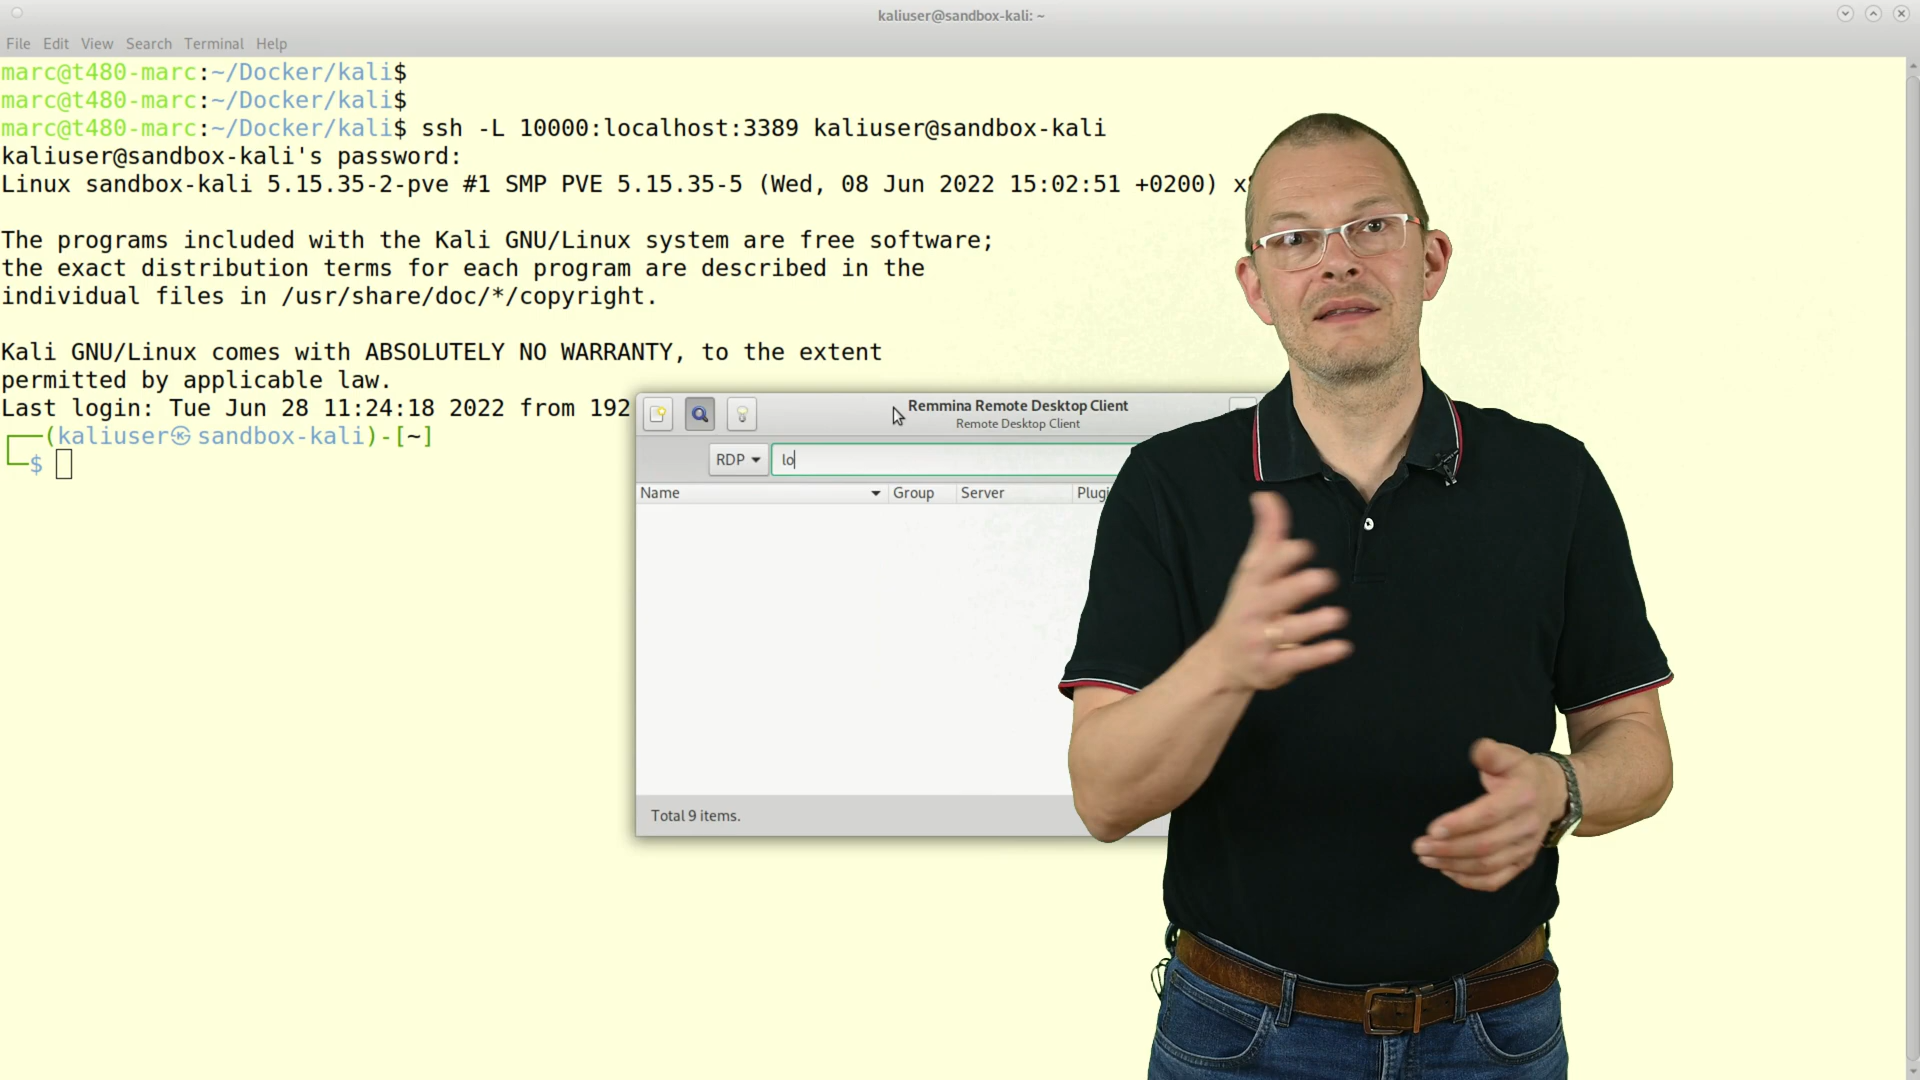 kaliuser@sandbox-kali: ~
File Edit View Search Terminal Help
marc@t480-marc:~/Docker/kali$
marc@t480-marc:~/Docker/kali$
marc@t480-marc:~/Docker/kali$ ssh -L 10000:localhost:3389 kaliuser@sandbox-kali
kaliuser@sandbox-kali's password:
Linux sandbox-kali 5.15.35-2-pve #1 SMP PVE 5.15.35-5 (Wed, 08 Jun 2022 15:02:51 +0200)
The programs included with the Kali GNU/Linux system are free software;
the exact distribution terms for each program are described in the
individual files in /usr/share/doc/*/copyright.
Kali GNU/Linux comes with ABSOLUTELY NO WARRANTY, to the extent
permitted by applicable law.
Last login: Tue Jun 28 11:24:18 2022 from 192
┌──(kaliuser㉿sandbox-kali)-[~]
└─$
Remmina Remote Desktop Client
Remote Desktop Client
RDP lo
Name Group Server Plugi
Total 9 items.